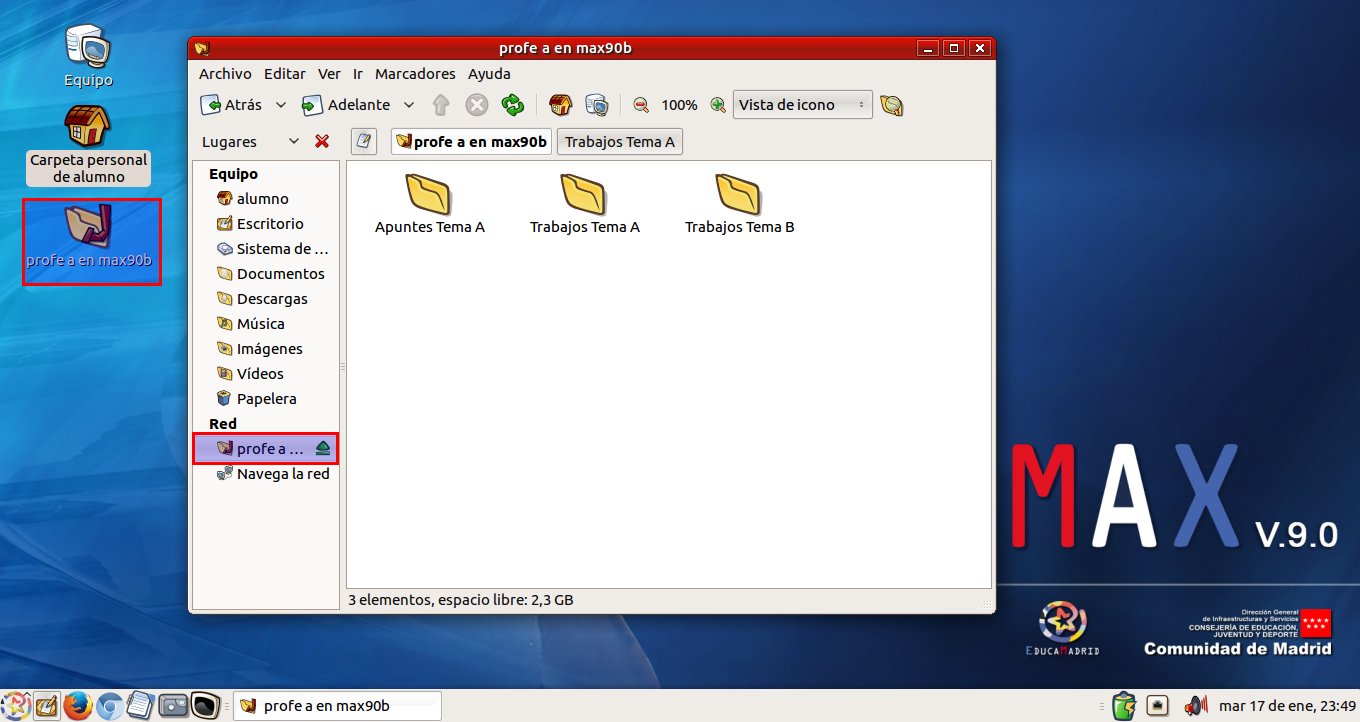 Equipo
Carpeta personal
de alumno
profe a en max90b
profe a en max90b
Archivo Editar Ver Ir Marcadores Ayuda
Atrás Adelante 100% Vista de icono
Lugares profe a en max90b Trabajos Tema A
Equipo
alumno
Escritorio
Sistema de ...
Documentos
Descargas
Música
Imágenes
Vídeos
Papelera
Red
profe a ...
Navega la red
Apuntes Tema A Trabajos Tema A Trabajos Tema B
3 elementos, espacio libre: 2,3 GB
MAX V.9.0
EDUCAMADRID
Dirección General
de Infraestructuras y Servicios
CONSEJERÍA DE EDUCACIÓN,
JUVENTUD Y DEPORTE
Comunidad de Madrid
profe a en max90b
mar 17 de ene, 23:49